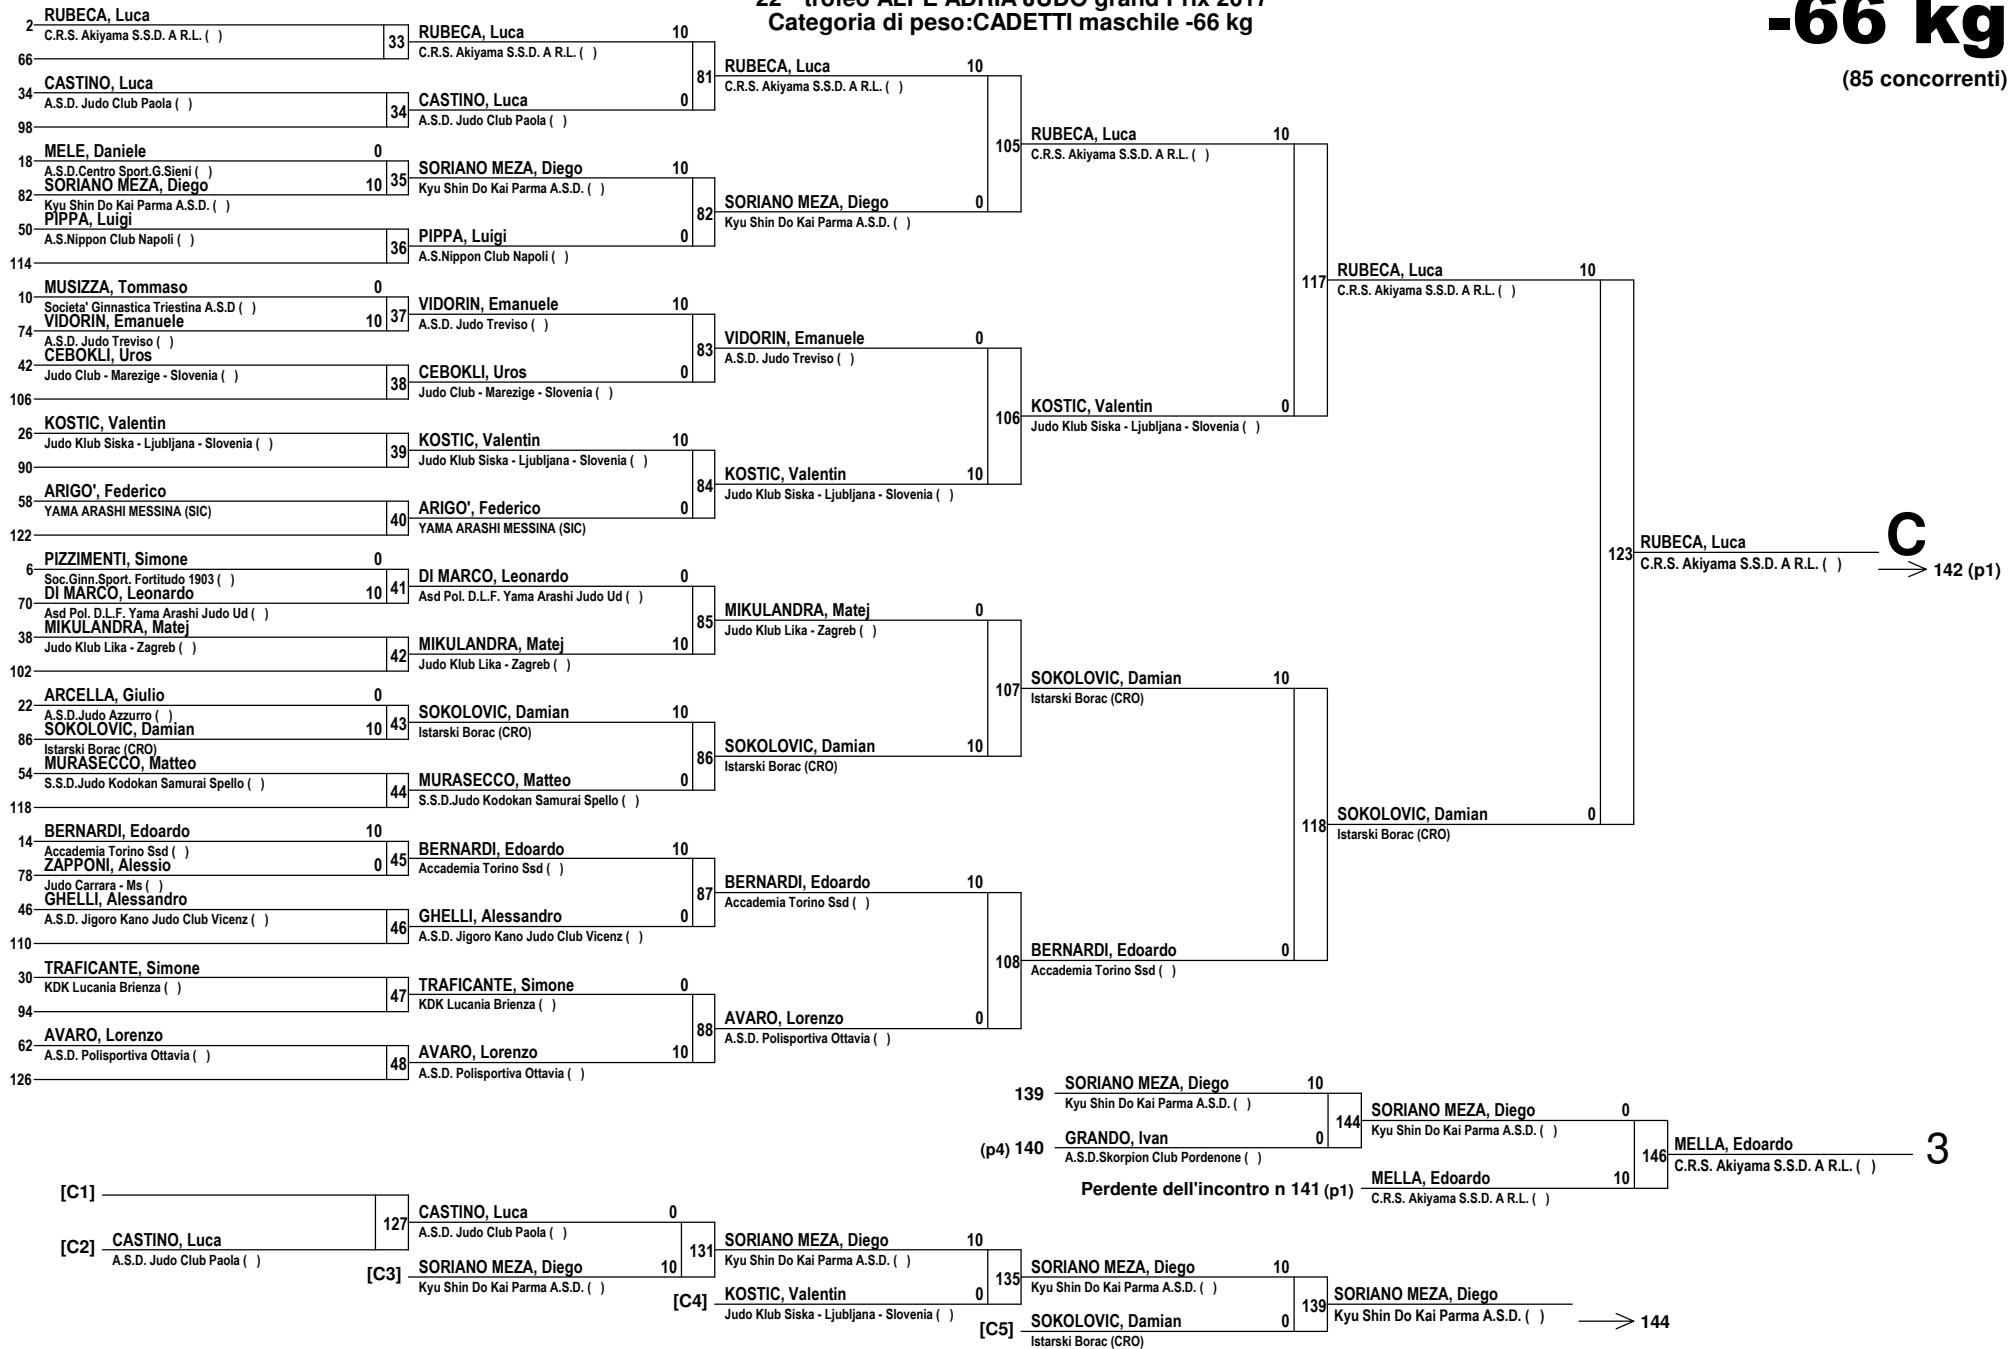 22° trofeo ALPE ADRIA JUDO grand Prix 2017
Categoria di peso:CADETTI maschile -66 kg
-66 kg
(85 concorrenti)
2 RUBECA, Luca
C.R.S. Akiyama S.S.D. A R.L. ( )
66
33
34 CASTINO, Luca
A.S.D. Judo Club Paola ( )
98
34
18 MELE, Daniele 0
A.S.D.Centro Sport.G.Sieni ( )
82 SORIANO MEZA, Diego 10
Kyu Shin Do Kai Parma A.S.D. ( )
35
50 PIPPA, Luigi
A.S.Nippon Club Napoli ( )
114
36
10 MUSIZZA, Tommaso 0
Societa' Ginnastica Triestina A.S.D ( )
74 VIDORIN, Emanuele 10
A.S.D. Judo Treviso ( )
37
42 CEBOKLI, Uros
Judo Club - Marezige - Slovenia ( )
106
38
26 KOSTIC, Valentin
Judo Klub Siska - Ljubljana - Slovenia ( )
90
39
58 ARIGO', Federico
YAMA ARASHI MESSINA (SIC)
122
40
6 PIZZIMENTI, Simone 0
Soc.Ginn.Sport. Fortitudo 1903 ( )
70 DI MARCO, Leonardo 10
Asd Pol. D.L.F. Yama Arashi Judo Ud ( )
41
38 MIKULANDRA, Matej
Judo Klub Lika - Zagreb ( )
102
42
22 ARCELLA, Giulio 0
A.S.D.Judo Azzurro ( )
86 SOKOLOVIC, Damian 10
Istarski Borac (CRO)
43
54 MURASECCO, Matteo
S.S.D.Judo Kodokan Samurai Spello ( )
118
44
14 BERNARDI, Edoardo 10
Accademia Torino Ssd ( )
78 ZAPPONI, Alessio 0
Judo Carrara - Ms ( )
45
46 GHELLI, Alessandro
A.S.D. Jigoro Kano Judo Club Vicenz ( )
110
46
30 TRAFICANTE, Simone
KDK Lucania Brienza ( )
94
47
62 AVARO, Lorenzo
A.S.D. Polisportiva Ottavia ( )
126
48
RUBECA, Luca 10
C.R.S. Akiyama S.S.D. A R.L. ( )
81
CASTINO, Luca 0
A.S.D. Judo Club Paola ( )
SORIANO MEZA, Diego 10
Kyu Shin Do Kai Parma A.S.D. ( )
82
PIPPA, Luigi 0
A.S.Nippon Club Napoli ( )
VIDORIN, Emanuele 10
A.S.D. Judo Treviso ( )
83
CEBOKLI, Uros 0
Judo Club - Marezige - Slovenia ( )
KOSTIC, Valentin 10
Judo Klub Siska - Ljubljana - Slovenia ( )
84
ARIGO', Federico 0
YAMA ARASHI MESSINA (SIC)
DI MARCO, Leonardo 0
Asd Pol. D.L.F. Yama Arashi Judo Ud ( )
85
MIKULANDRA, Matej 10
Judo Klub Lika - Zagreb ( )
SOKOLOVIC, Damian 10
Istarski Borac (CRO)
86
MURASECCO, Matteo 0
S.S.D.Judo Kodokan Samurai Spello ( )
BERNARDI, Edoardo 10
Accademia Torino Ssd ( )
87
GHELLI, Alessandro 0
A.S.D. Jigoro Kano Judo Club Vicenz ( )
TRAFICANTE, Simone 0
KDK Lucania Brienza ( )
88
AVARO, Lorenzo 10
A.S.D. Polisportiva Ottavia ( )
RUBECA, Luca 10
C.R.S. Akiyama S.S.D. A R.L. ( )
105
SORIANO MEZA, Diego 0
Kyu Shin Do Kai Parma A.S.D. ( )
VIDORIN, Emanuele 0
A.S.D. Judo Treviso ( )
106
KOSTIC, Valentin 10
Judo Klub Siska - Ljubljana - Slovenia ( )
MIKULANDRA, Matej 0
Judo Klub Lika - Zagreb ( )
107
SOKOLOVIC, Damian 10
Istarski Borac (CRO)
BERNARDI, Edoardo 10
Accademia Torino Ssd ( )
108
AVARO, Lorenzo 0
A.S.D. Polisportiva Ottavia ( )
RUBECA, Luca 10
C.R.S. Akiyama S.S.D. A R.L. ( )
117
KOSTIC, Valentin 0
Judo Klub Siska - Ljubljana - Slovenia ( )
SOKOLOVIC, Damian 10
Istarski Borac (CRO)
118
BERNARDI, Edoardo 0
Accademia Torino Ssd ( )
RUBECA, Luca 10
C.R.S. Akiyama S.S.D. A R.L. ( )
123
SOKOLOVIC, Damian 0
Istarski Borac (CRO)
RUBECA, Luca
C.R.S. Akiyama S.S.D. A R.L. ( )
C
142 (p1)
139 SORIANO MEZA, Diego 10
Kyu Shin Do Kai Parma A.S.D. ( )
144
(p4) 140 GRANDO, Ivan 0
A.S.D.Skorpion Club Pordenone ( )
SORIANO MEZA, Diego 0
Kyu Shin Do Kai Parma A.S.D. ( )
146
Perdente dell'incontro n 141 (p1) MELLA, Edoardo 10
C.R.S. Akiyama S.S.D. A R.L. ( )
MELLA, Edoardo
C.R.S. Akiyama S.S.D. A R.L. ( )
3
[C1]
127
[C2] CASTINO, Luca
A.S.D. Judo Club Paola ( )
CASTINO, Luca 0
A.S.D. Judo Club Paola ( )
131
[C3] SORIANO MEZA, Diego 10
Kyu Shin Do Kai Parma A.S.D. ( )
SORIANO MEZA, Diego 10
Kyu Shin Do Kai Parma A.S.D. ( )
135
[C4] KOSTIC, Valentin 0
Judo Klub Siska - Ljubljana - Slovenia ( )
SORIANO MEZA, Diego 10
Kyu Shin Do Kai Parma A.S.D. ( )
139
[C5] SOKOLOVIC, Damian 0
Istarski Borac (CRO)
SORIANO MEZA, Diego
Kyu Shin Do Kai Parma A.S.D. ( )
144